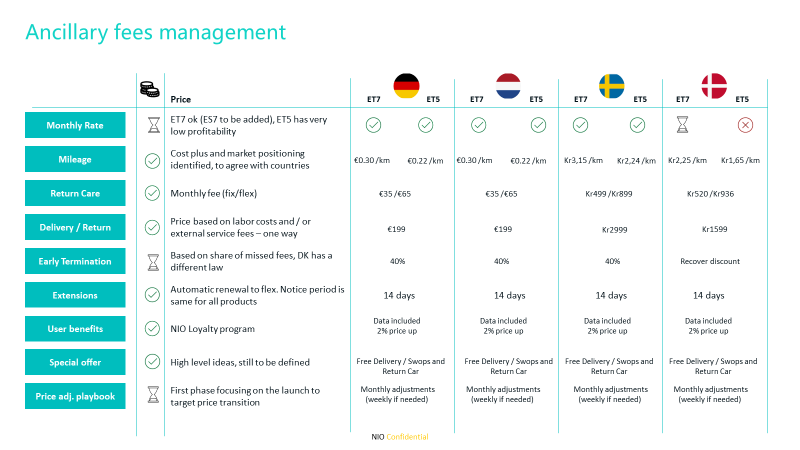 Ancillary fees management
Price
ET7 ET5 ET7 ET5 ET7 ET5 ET7 ET5
Monthly Rate
ET7 ok (ES7 to be added), ET5 has very
low profitability
Mileage
Cost plus and market positioning
identified, to agree with countries
€0.30 /km €0.22 /km €0.30 /km €0.22 /km Kr3,15 /km Kr2,24 /km Kr2,25 /km Kr1,65 /km
Return Care
Monthly fee (fix/flex)
€35 /€65 €35 /€65 Kr499 /Kr899 Kr520 /Kr936
Delivery / Return
Price based on labor costs and / or
external service fees – one way
€199 €199 Kr2999 Kr1599
Early Termination
Based on share of missed fees, DK has a
different law
40% 40% 40% Recover discount
Extensions
Automatic renewal to flex. Notice period is
same for all products
14 days 14 days 14 days 14 days
User benefits
NIO Loyalty program
Data included Data included Data included Data included
2% price up 2% price up 2% price up 2% price up
Special offer
High level ideas, still to be defined
Free Delivery / Swops and Free Delivery / Swops and Free Delivery / Swops and Free Delivery / Swops and
Return Car Return Car Return Car Return Car
Price adj. playbook
First phase focusing on the launch to
target price transition
Monthly adjustments Monthly adjustments Monthly adjustments Monthly adjustments
(weekly if needed) (weekly if needed) (weekly if needed) (weekly if needed)
NIO Confidential